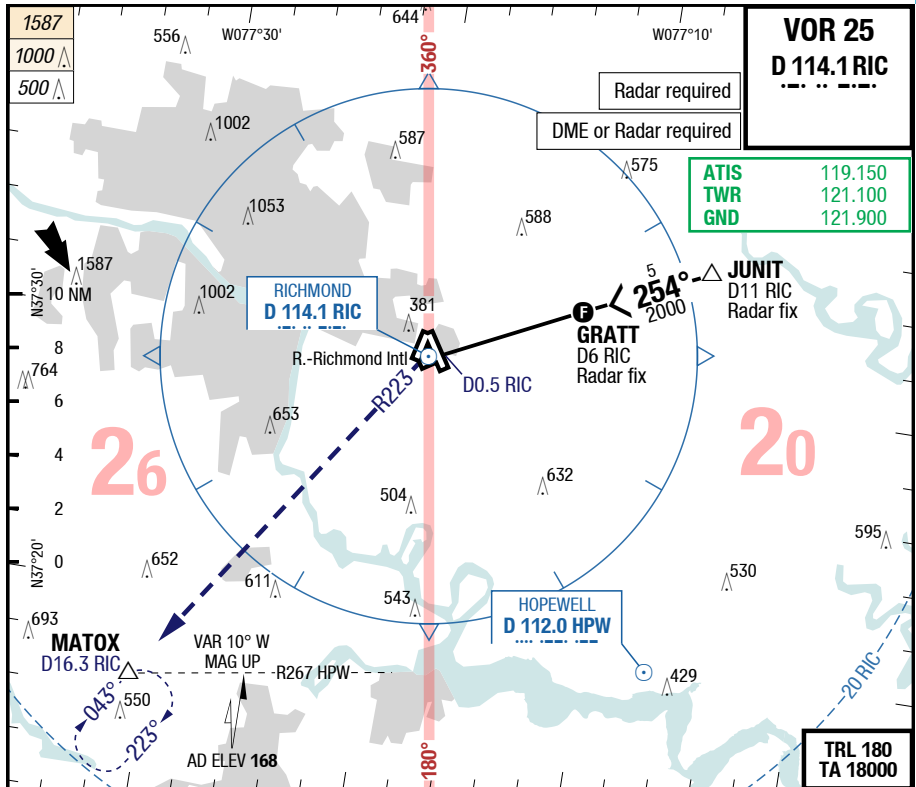 1587
1000
500
556
W077°30'
644
360°
W077°10'
VOR 25
D 114.1 RIC
Radar required
DME or Radar required
ATIS 119.150
TWR 121.100
GND 121.900
1002
587
575
1053
588
1587
10 NM
N37°30'
1002
RICHMOND
D 114.1 RIC
381
R.-Richmond Intl
D0.5 RIC
5
254°
2000
JUNIT
D11 RIC
Radar fix
F
GRATT
D6 RIC
Radar fix
8
764
6
R223
653
4
26
20
632
504
2
595
0
N37°20'
652
611
530
543
HOPEWELL
D 112.0 HPW
693
MATOX
D16.3 RIC
VAR 10° W
MAG UP
R267 HPW
429
20 RIC
043°
550
223°
AD ELEV 168
180°
TRL 180
TA 18000